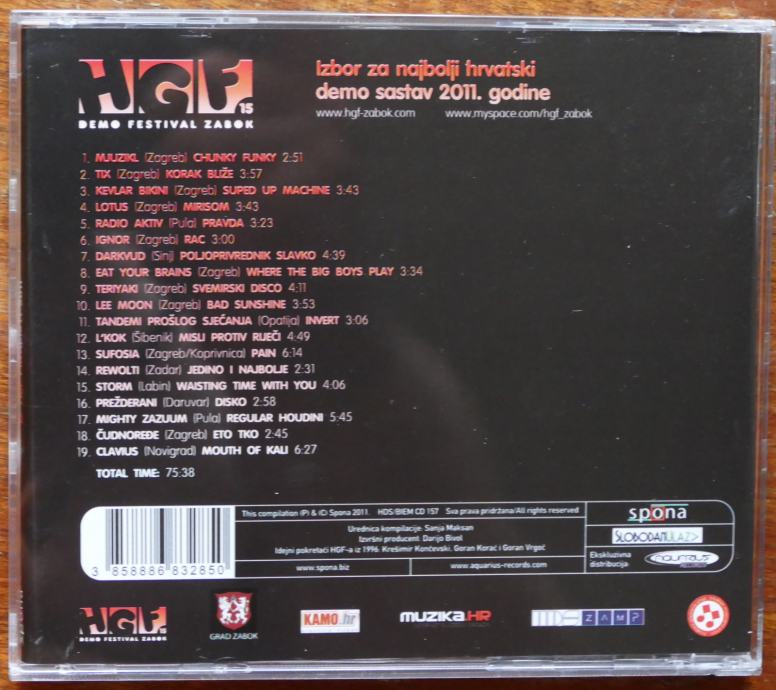 HGF.15
DEMO FESTIVAL ZABOK
Izbor za najbolji hrvatski
demo sastav 2011. godine
www.hgf-zabok.com www.myspace.com/hgf_zabok
1. MJUZIKL (Zagreb) CHUNKY FUNKY 2:51
2. TIX (Zagreb) KORAK BLIŽE 3:57
3. KEVLAR BIKINI (Zagreb) SUPED UP MACHINE 3:43
4. LOTUS (Zagreb) MIRISOM 3:43
5. RADIO AKTIV (Pula) PRAVDA 3:23
6. IGNOR (Zagreb) RAC 3:00
7. DARKVUD (Sinj) POLJOPRIVREDNIK SLAVKO 4:39
8. EAT YOUR BRAINS (Zagreb) WHERE THE BIG BOYS PLAY 3:34
9. TERIYAKI (Zagreb) SVEMIRSKI DISCO 4:11
10. LEE MOON (Zagreb) BAD SUNSHINE 3:53
11. TANDEMI PROŠLOG SJEĆANJA (Opatija) INVERT 3:06
12. L'KOK (Šibenik) MISLI PROTIV RIJEČI 4:49
13. SUFOSIA (Zagreb/Koprivnica) PAIN 6:14
14. REWOLTI (Zadar) JEDINO I NAJBOLJE 2:31
15. STORM (Labin) WAISTING TIME WITH YOU 4:06
16. PREŽDERANI (Daruvar) DISKO 2:58
17. MIGHTY ZAZUUM (Pula) REGULAR HOUDINI 5:45
18. ČUDNOREĐE (Zagreb) ETO TKO 2:45
19. CLAVIUS (Novigrad) MOUTH OF KALI 6:27
TOTAL TIME: 75:38
This compilation (P) & (C) Spona 2011. HDS/BIEM CD 157 Sva prava pridržana/All rights reserved
Urednica kompilacije: Sanja Maksan
Izvršni producent: Darijo Bivol
Idejni pokretači HGF-a iz 1996. Krešimir Končevski, Goran Korać i Goran Vrgoč
www.spona.biz www.aquarius-records.com
3 858886 832850
spona
SLOBODANULAZ>
Ekskluzivna
distribucija
HGF.
DEMO FESTIVAL ZABOK
GRAD ZABOK
KAMO.hr
MUZIKA.HR
HDS ZAMP